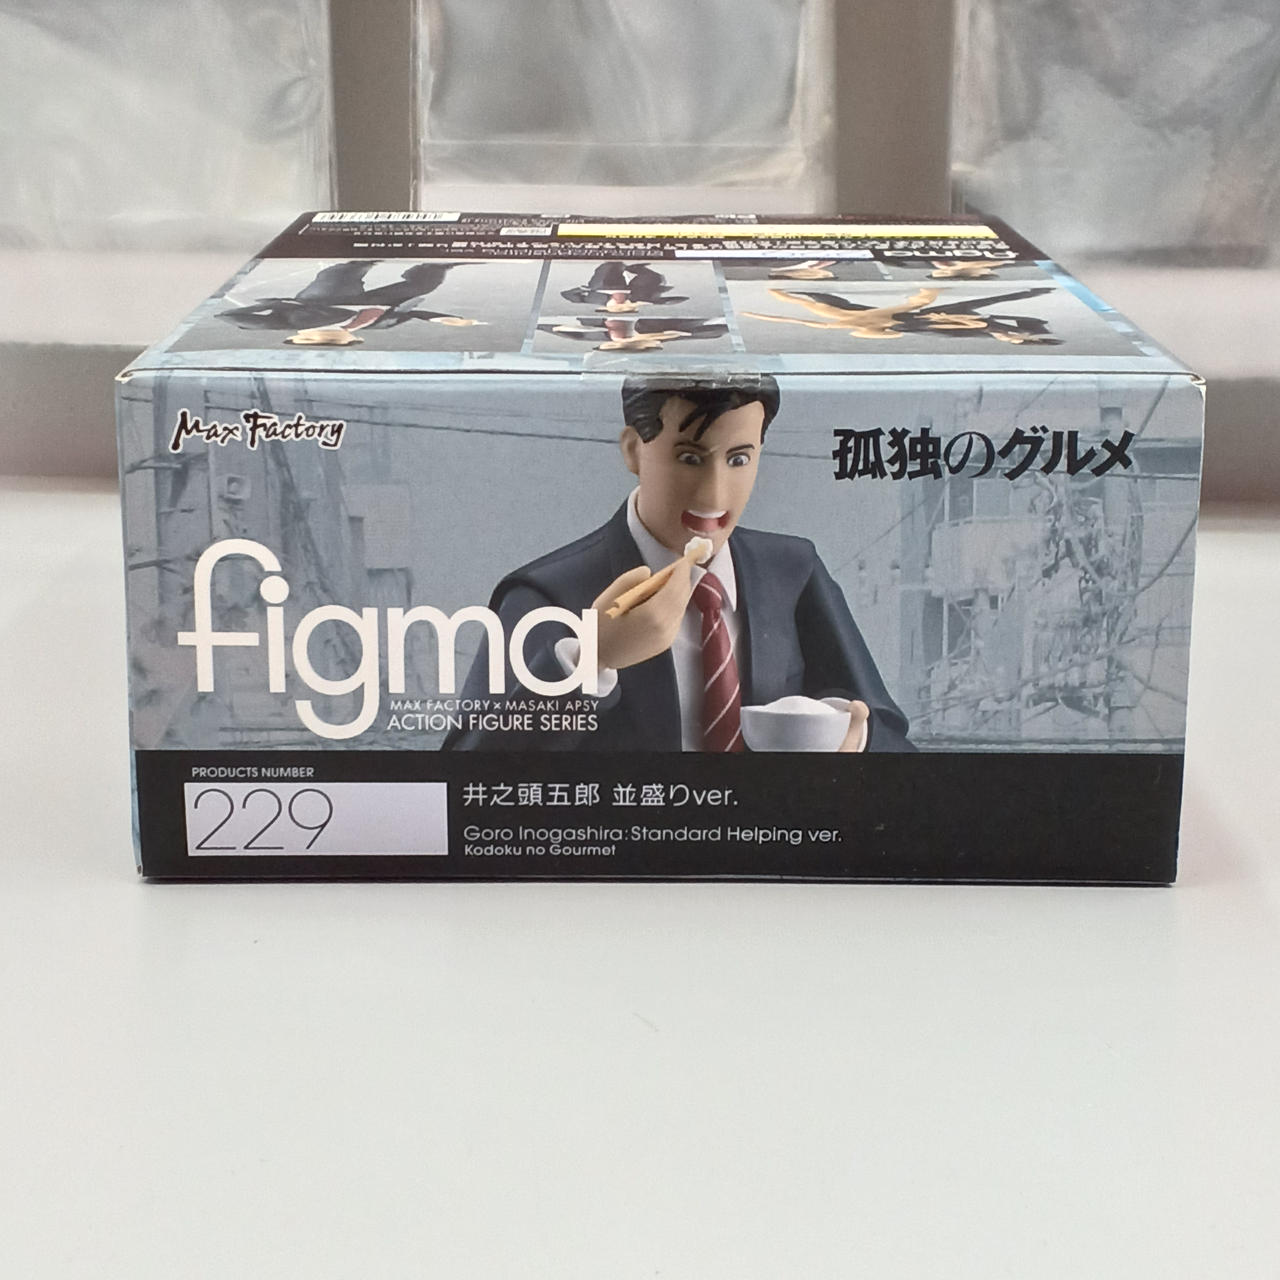 figma
Max Factory
孤独のグルメ
figma
MAX FACTORY × MASAKI APSY
ACTION FIGURE SERIES
PRODUCTS NUMBER
229
井之頭五郎 並盛りver.
Goro Inogashira:Standard Helping ver.
Kodoku no Gourmet